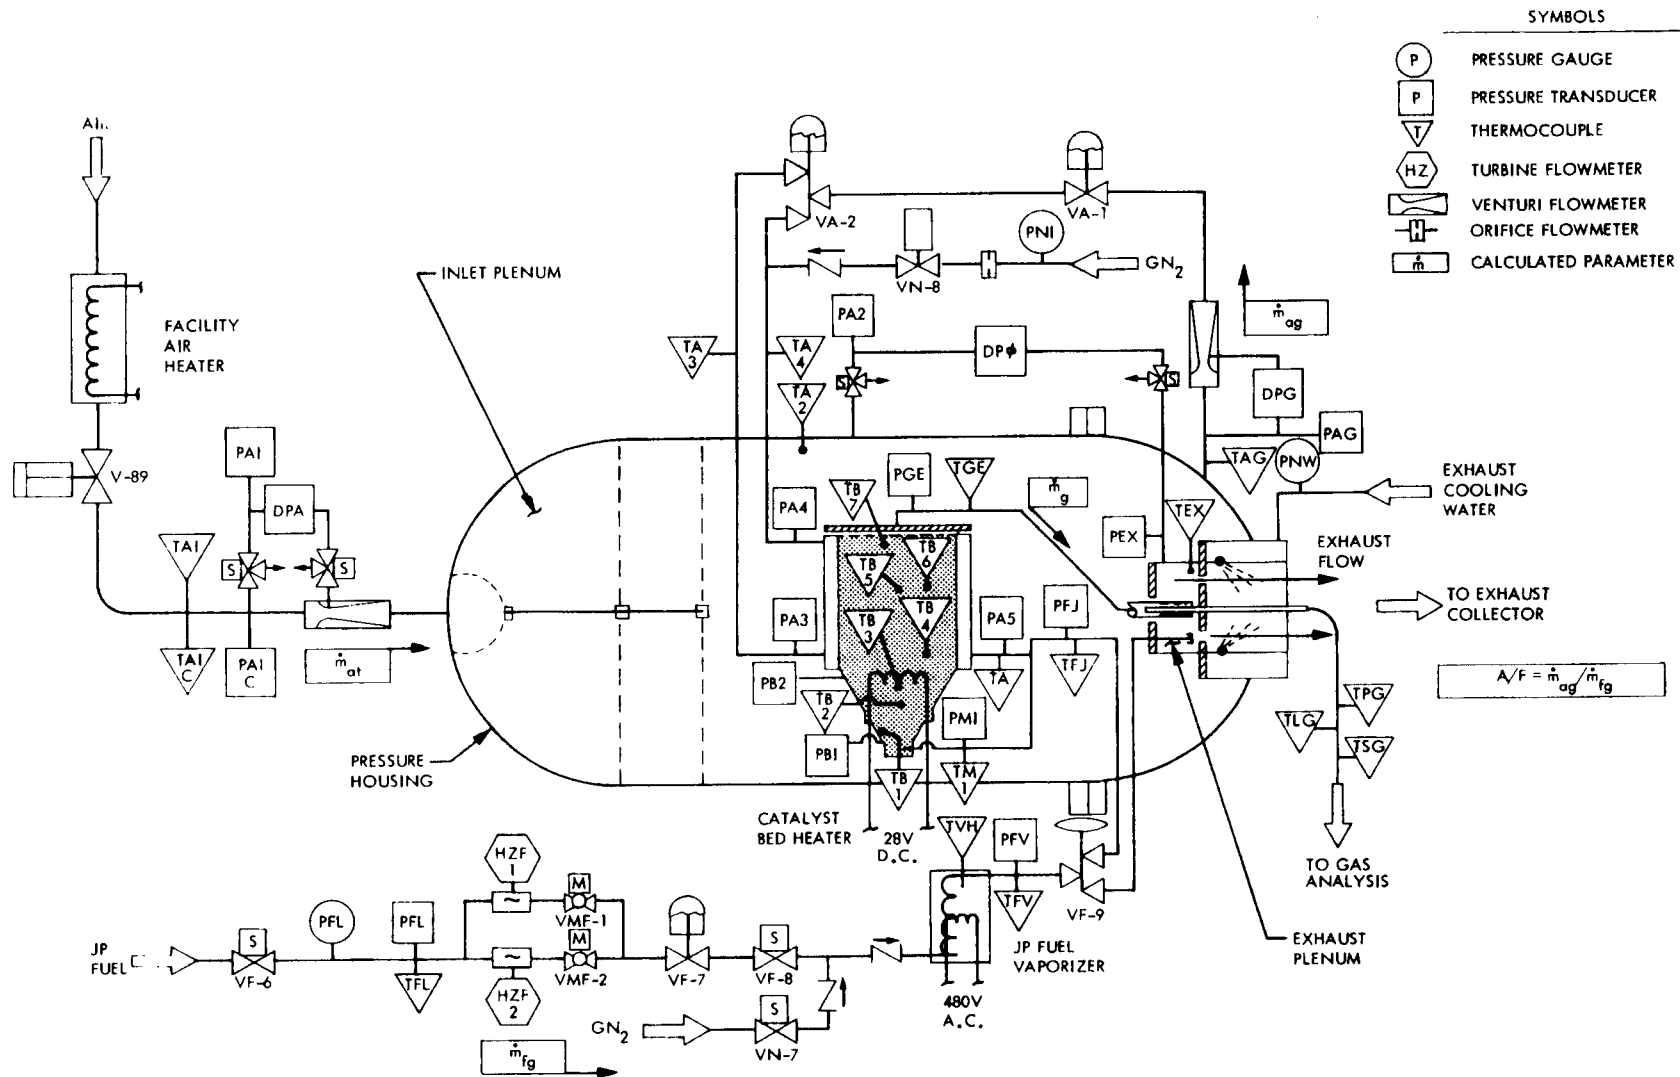 SYMBOLS
P PRESSURE GAUGE
P PRESSURE TRANSDUCER
T THERMOCOUPLE
HZ TURBINE FLOWMETER
VENTURI FLOWMETER
ORIFICE FLOWMETER
ṁ CALCULATED PARAMETER
FACILITY
AIR
HEATER
V-89
PAI
DPA
TAI
S
S
TAI
C
PAI
C
ṁat
INLET PLENUM
PRESSURE
HOUSING
VA-2
VA-1
PNI
VN-8
GN2
PA2
TA
3
TA
4
TA
2
DPϕ
S
S
ṁag
DPG
PAG
TAG
PNW
EXHAUST
COOLING
WATER
EXHAUST
FLOW
TO EXHAUST
COLLECTOR
A/F = ṁag/ṁfg
PGE
TGE
ṁg
TB
7
PA4
TB
6
TB
5
TB
4
TB
3
PA3
PA5
PEX
TEX
PFJ
TFJ
TA
PB2
TB
2
PB1
PM1
TB
1
TM
1
CATALYST
BED HEATER
28V
D.C.
TPG
TLG
TSG
TO GAS
ANALYSIS
TVH
PFV
TFV
VF-9
JP FUEL
VAPORIZER
480V
A.C.
EXHAUST
PLENUM
JP
FUEL
S
VF-6
PFL
PFL
TFL
HZF
1
M
VMF-1
HZF
2
M
VMF-2
VF-7
S
VF-8
GN2
S
VN-7
ṁfg